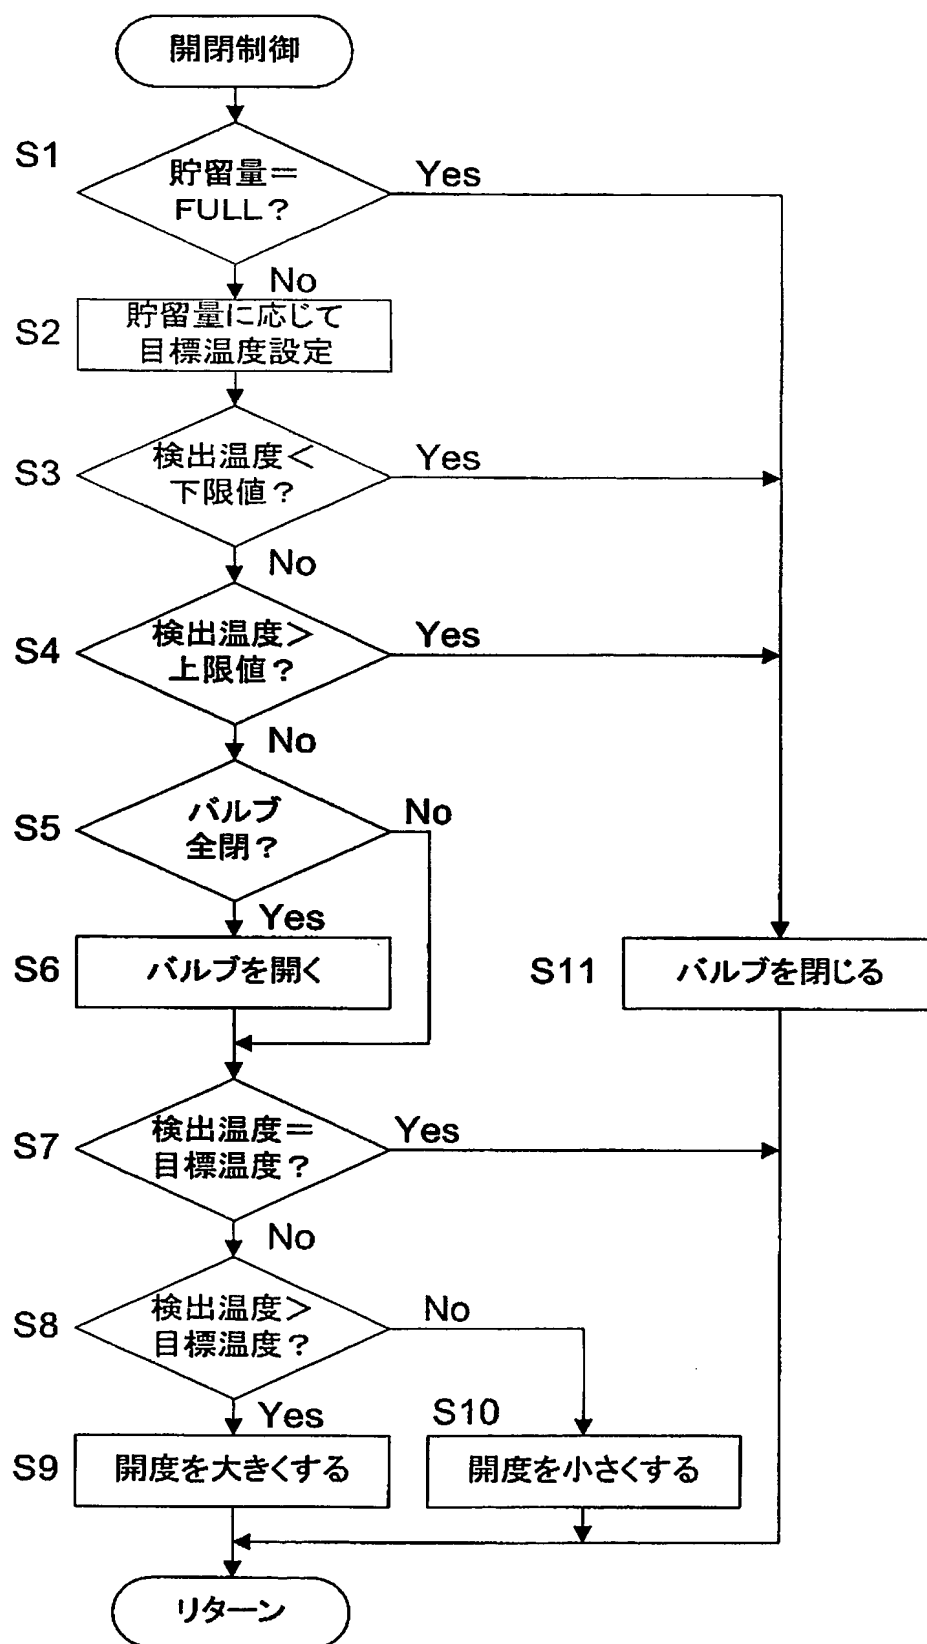 開閉制御
S1
貯留量＝
FULL？
Yes
No
S2
貯留量に応じて
目標温度設定
S3
検出温度＜
下限値？
Yes
No
S4
検出温度＞
上限値？
Yes
No
S5
バルブ
全閉？
No
Yes
S6
バルブを開く
S11
バルブを閉じる
S7
検出温度＝
目標温度？
Yes
No
S8
検出温度＞
目標温度？
No
Yes
S10
S9
開度を大きくする
開度を小さくする
リターン